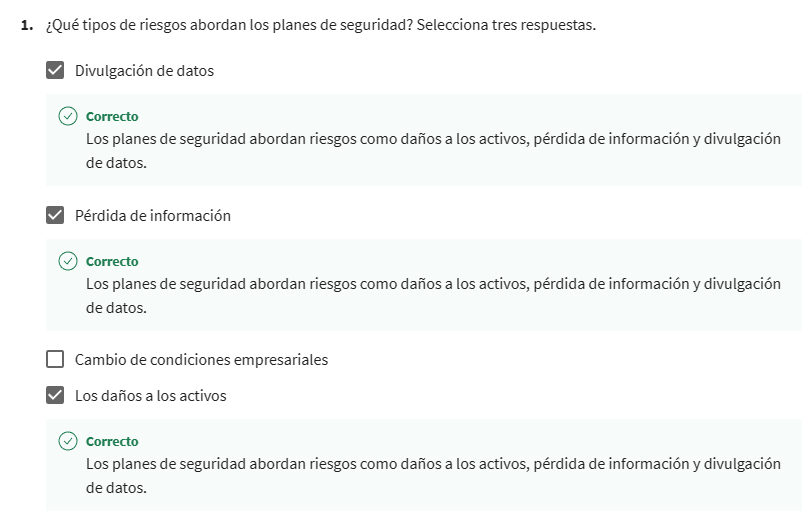 1. ¿Qué tipos de riesgos abordan los planes de seguridad? Selecciona tres respuestas.
Divulgación de datos
Correcto
Los planes de seguridad abordan riesgos como daños a los activos, pérdida de información y divulgación
de datos.
Pérdida de información
Correcto
Los planes de seguridad abordan riesgos como daños a los activos, pérdida de información y divulgación
de datos.
Cambio de condiciones empresariales
Los daños a los activos
Correcto
Los planes de seguridad abordan riesgos como daños a los activos, pérdida de información y divulgación
de datos.